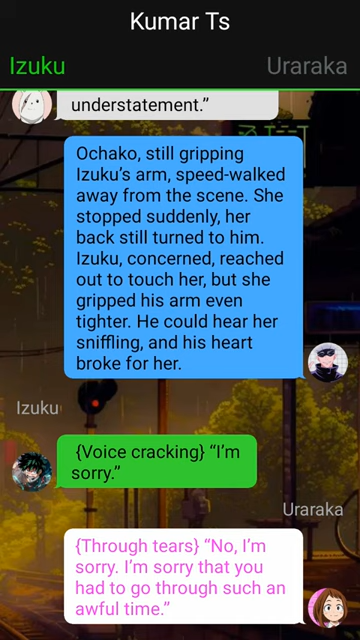 Kumar Ts
Izuku
Uraraka
understatement.”
Ochako, still gripping
Izuku’s arm, speed-walked
away from the scene. She
stopped suddenly, her
back still turned to him.
Izuku, concerned, reached
out to touch her, but she
gripped his arm even
tighter. He could hear her
sniffling, and his heart
broke for her.
Izuku
{Voice cracking} “I’m
sorry.”
Uraraka
{Through tears} “No, I’m
sorry. I’m sorry that you
had to go through such an
awful time.”